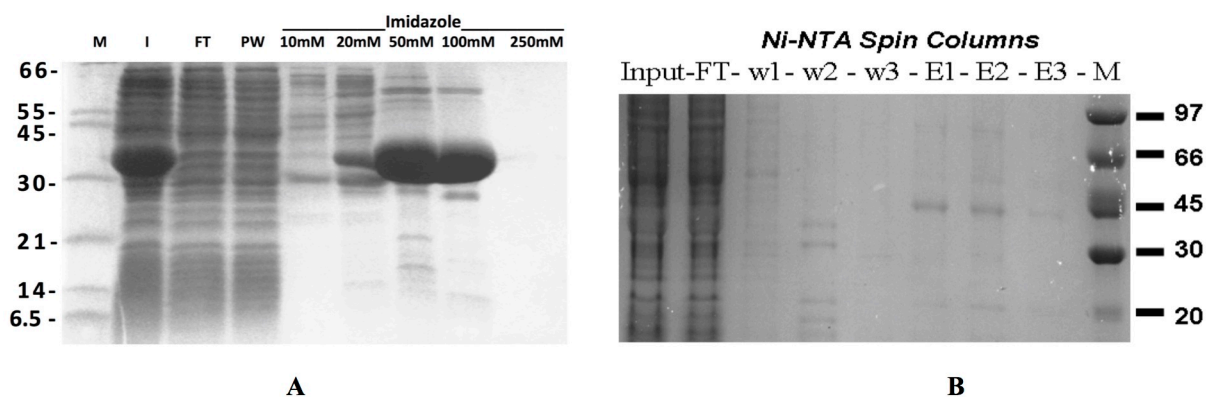 Imidazole
M I FT PW 10mM 20mM 50mM 100mM 250mM
66-
55-
45-
30-
21-
14-
6.5 -
A
Ni-NTA Spin Columns
Input-FT- w1 - w2 - w3 - E1- E2 - E3 - M
97
66
45
30
20
B